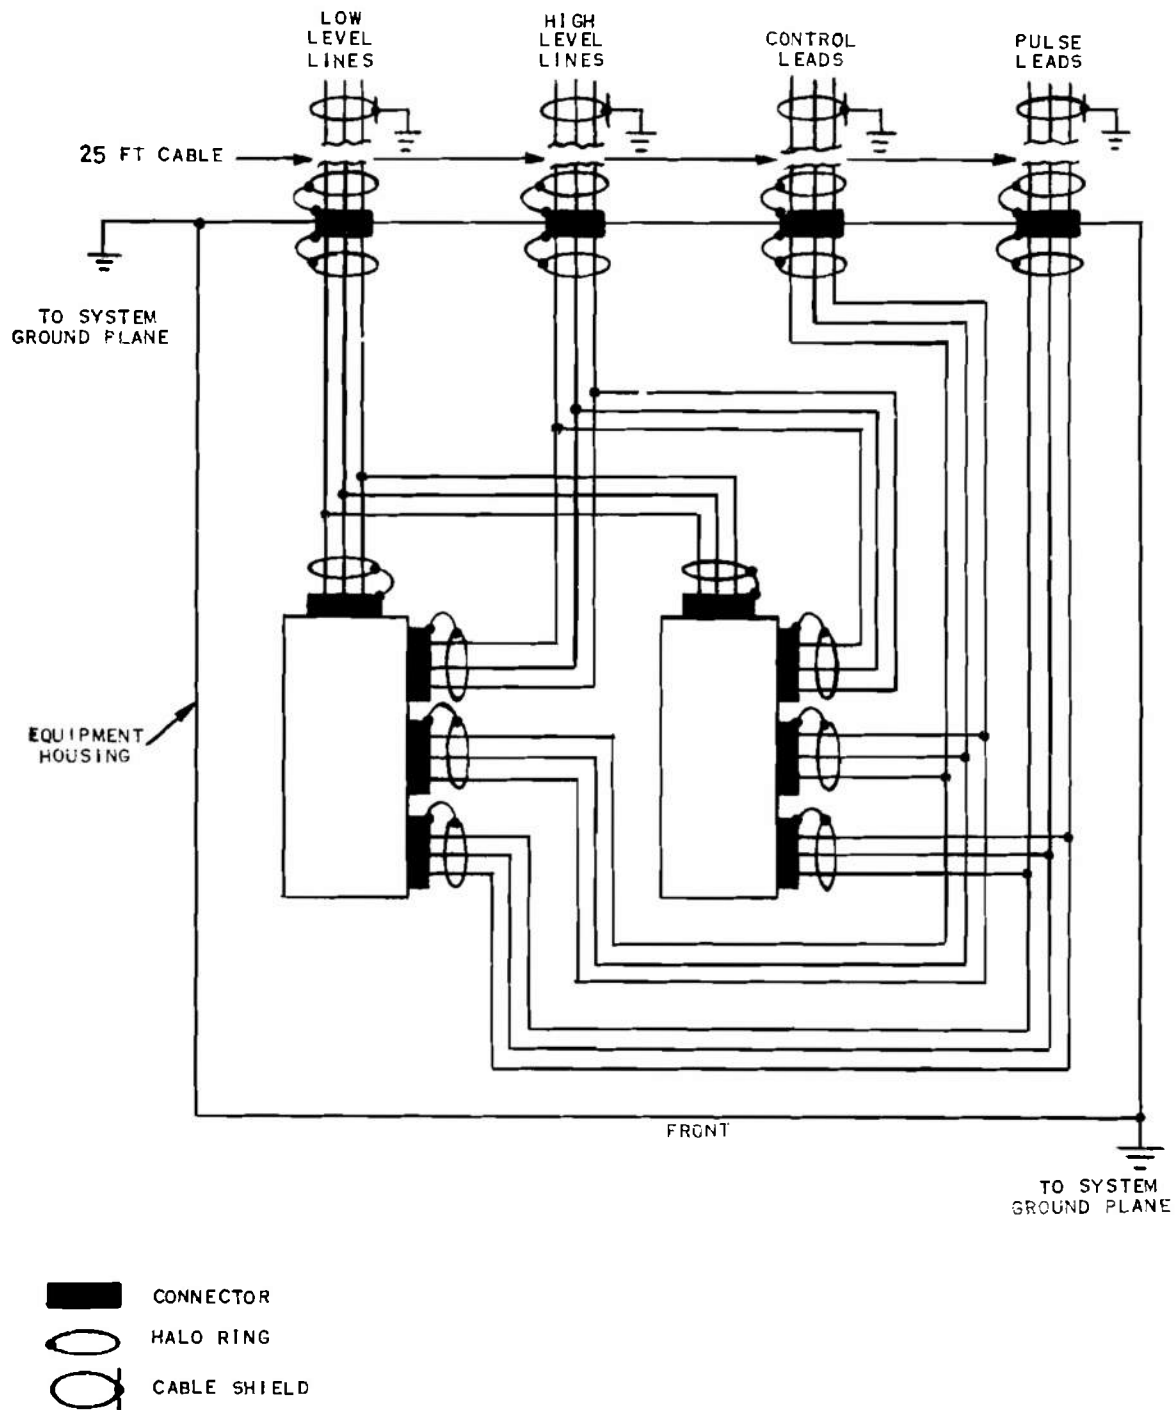 LOW
LEVEL
LINES
HIGH
LEVEL
LINES
CONTROL
LEADS
PULSE
LEADS
25 FT CABLE
TO SYSTEM
GROUND PLANE
EQUIPMENT
HOUSING
FRONT
TO SYSTEM
GROUND PLANE
CONNECTOR
HALO RING
CABLE SHIELD